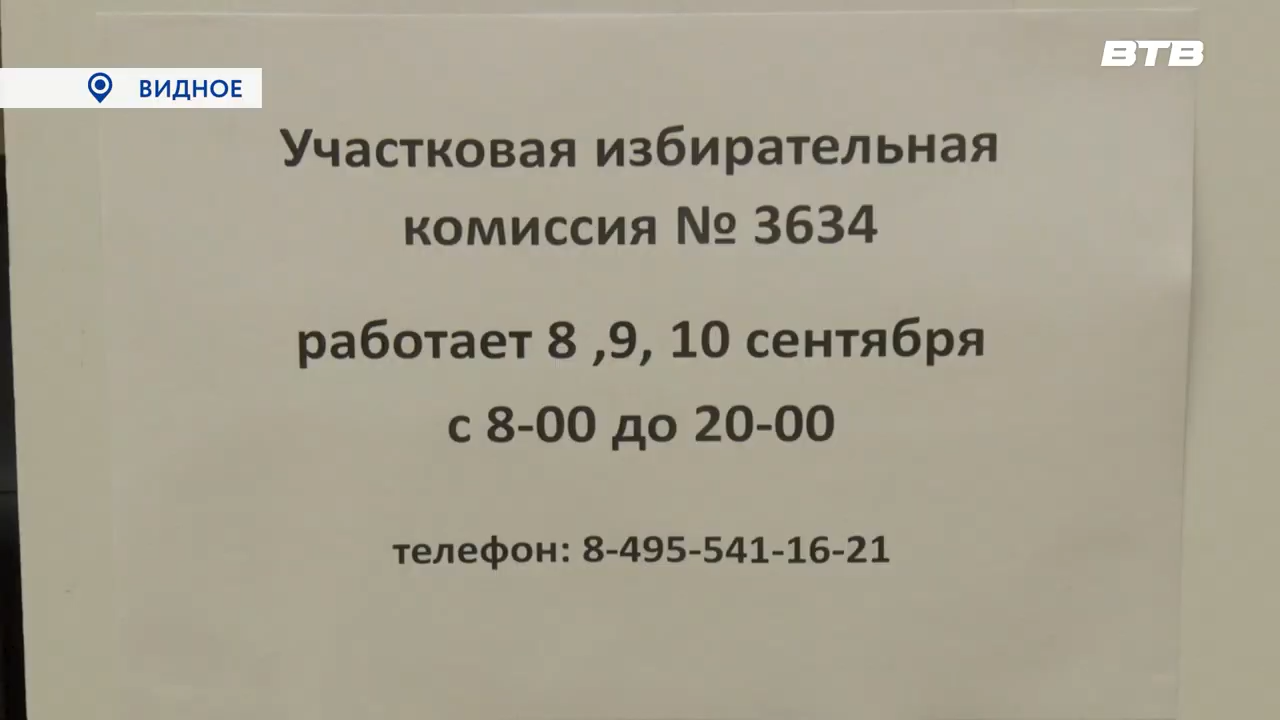 ВТВ
ВИДНОЕ
Участковая избирательная
комиссия № 3634
работает 8 ,9, 10 сентября
с 8-00 до 20-00
телефон: 8-495-541-16-21